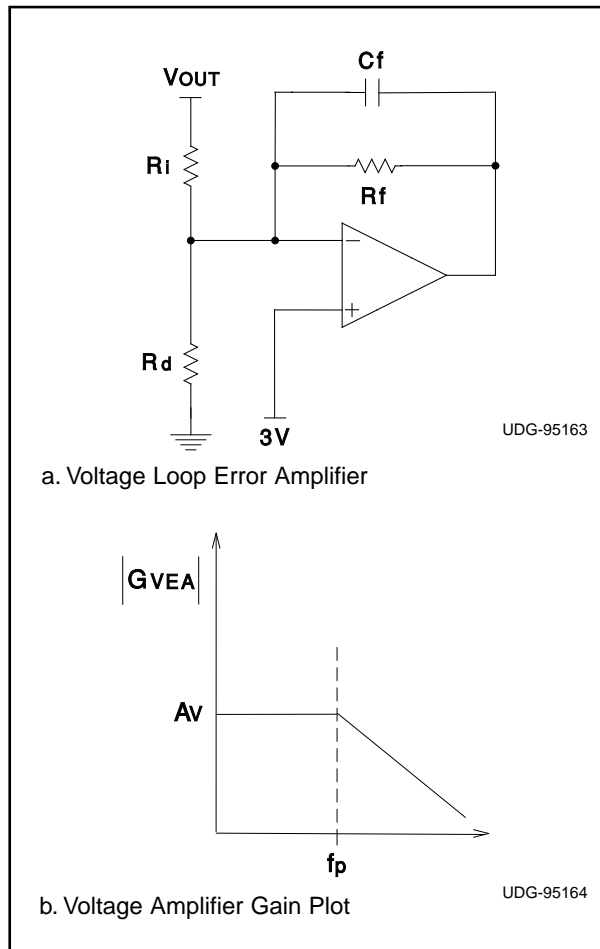 VOUT
Cf
Ri
Rf
−
+
Rd
3V
UDG-95163
a. Voltage Loop Error Amplifier
|GVEA|
AV
fp
UDG-95164
b. Voltage Amplifier Gain Plot